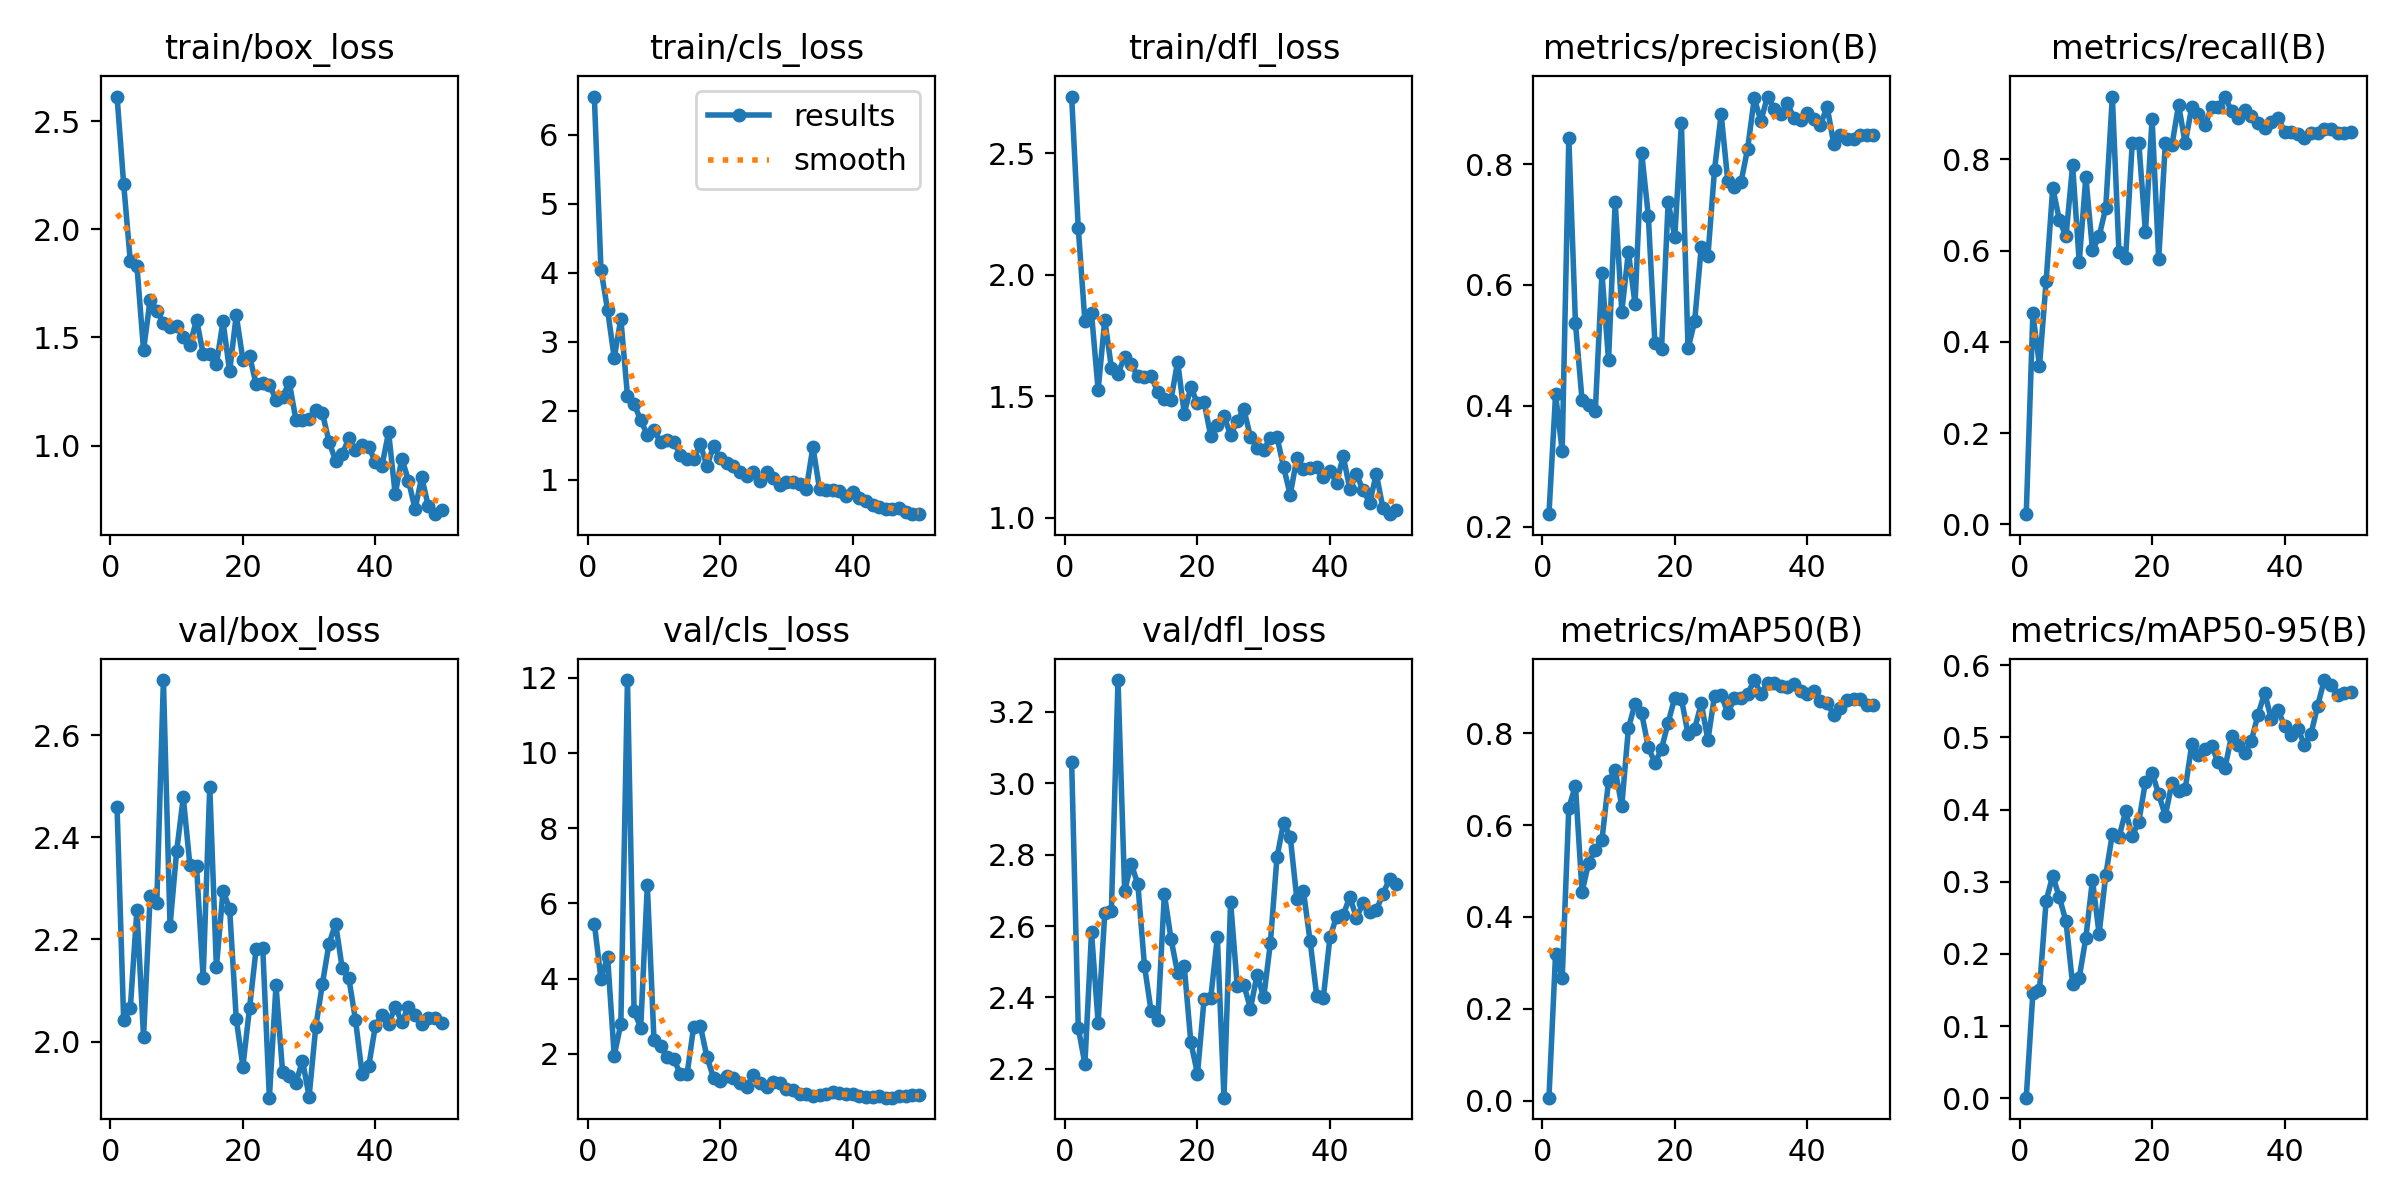 train/box_loss
2.5
2.0
1.5
1.0
0 20 40
train/cls_loss
results
smooth
6
5
4
3
2
1
0 20 40
train/dfl_loss
2.5
2.0
1.5
1.0
0 20 40
metrics/precision(B)
0.8
0.6
0.4
0.2
0 20 40
metrics/recall(B)
0.8
0.6
0.4
0.2
0.0
0 20 40
val/box_loss
2.6
2.4
2.2
2.0
0 20 40
val/cls_loss
12
10
8
6
4
2
0 20 40
val/dfl_loss
3.2
3.0
2.8
2.6
2.4
2.2
0 20 40
metrics/mAP50(B)
0.8
0.6
0.4
0.2
0.0
0 20 40
metrics/mAP50-95(B)
0.6
0.5
0.4
0.3
0.2
0.1
0.0
0 20 40